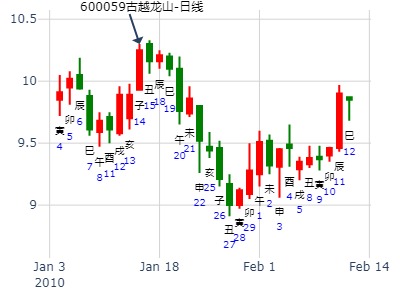 600059古越龙山-日线
10.5
10
9.5
9
寅
4
卯
5
辰
6
巳
7
午
8
酉
11
戌
12
亥
13
子
14
丑
15
辰
18
巳
19
午
20
未
21
申
22
亥
25
子
26
丑
27
寅
28
卯
29
午
1
未
2
申
3
酉
4
戌
5
丑
8
寅
9
卯
10
辰
11
巳
12
Jan 3
2010
Jan 18
Feb 1
Feb 14